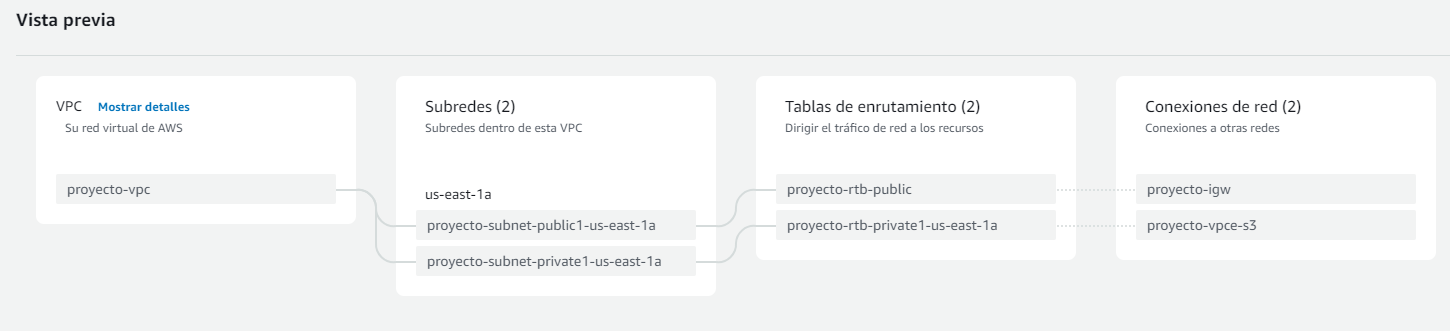 Vista previa
VPC Mostrar detalles
Su red virtual de AWS
proyecto-vpc
Subredes (2)
Subredes dentro de esta VPC
us-east-1a
proyecto-subnet-public1-us-east-1a
proyecto-subnet-private1-us-east-1a
Tablas de enrutamiento (2)
Dirigir el tráfico de red a los recursos
proyecto-rtb-public
proyecto-rtb-private1-us-east-1a
Conexiones de red (2)
Conexiones a otras redes
proyecto-igw
proyecto-vpce-s3